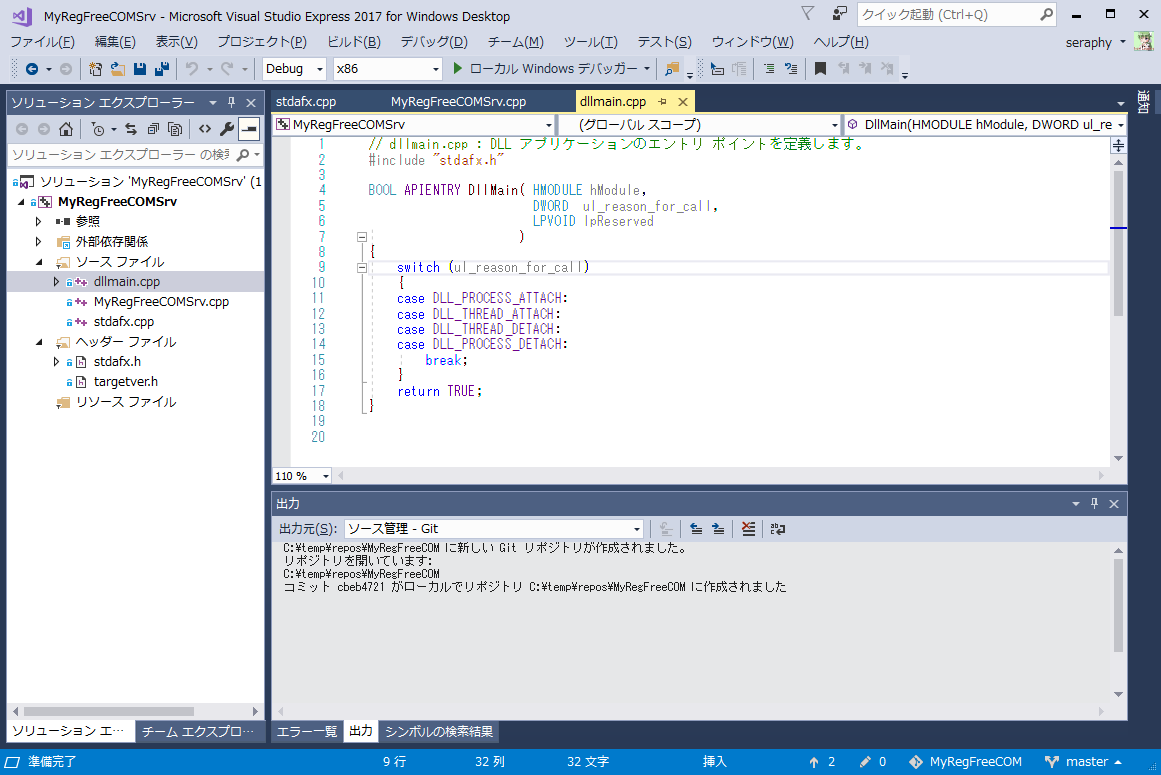 MyRegFreeCOMSrv - Microsoft Visual Studio Express 2017 for Windows Desktop
クイック起動 (Ctrl+Q)
ファイル(F) 編集(E) 表示(V) プロジェクト(P) ビルド(B) デバッグ(D) チーム(M) ツール(T) テスト(S) ウィンドウ(W) ヘルプ(H) seraphy
Debug x86 ローカル Windows デバッガー
通知
ソリューション エクスプローラー
ソリューション エクスプローラー の検
ソリューション 'MyRegFreeCOMSrv' (1
MyRegFreeCOMSrv
参照
外部依存関係
ソース ファイル
dllmain.cpp
MyRegFreeCOMSrv.cpp
stdafx.cpp
ヘッダー ファイル
stdafx.h
targetver.h
リソース ファイル
ソリューション エ… チーム エクスプロ…
stdafx.cpp MyRegFreeCOMSrv.cpp dllmain.cpp
MyRegFreeCOMSrv (グローバル スコープ) DllMain(HMODULE hModule, DWORD ul_re
1 // dllmain.cpp : DLL アプリケーションのエントリ ポイントを定義します。
2 #include "stdafx.h"
3
4 BOOL APIENTRY DllMain( HMODULE hModule,
5 DWORD ul_reason_for_call,
6 LPVOID lpReserved
7 )
8 {
9 switch (ul_reason_for_call)
10 {
11 case DLL_PROCESS_ATTACH:
12 case DLL_THREAD_ATTACH:
13 case DLL_THREAD_DETACH:
14 case DLL_PROCESS_DETACH:
15 break;
16 }
17 return TRUE;
18 }
19
20
110 %
出力
出力元(S): ソース管理 - Git
C:¥temp¥repos¥MyRegFreeCOM に新しい Git リポジトリが作成されました。
リポジトリを開いています:
C:¥temp¥repos¥MyRegFreeCOM
コミット cbeb4721 がローカルでリポジトリ C:¥temp¥repos¥MyRegFreeCOM に作成されました
エラー一覧 出力 シンボルの検索結果
準備完了 9 行 32 列 32 文字 挿入 2 0 MyRegFreeCOM master